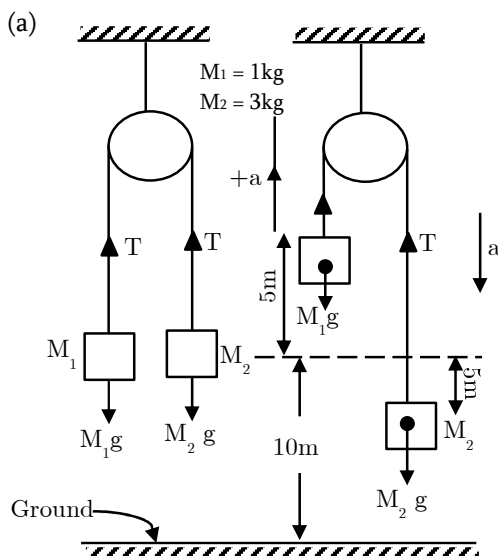 (a)
M1 = 1kg
M2 = 3kg
+a
T
T
T
a
5m
M1
M2
M1g
M1g
M2 g
5m
M2
10m
M2 g
Ground